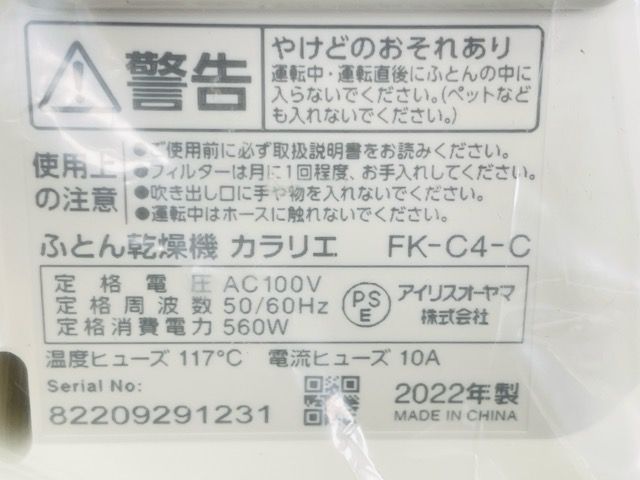 警告
やけどのおそれあり
運転中・運転直後にふとんの中に
入らないでください。(ペットなど
も入れないでください。)
使用上
の注意
●ご使用前に必ず取扱説明書をお読みください。
●フィルターは月に1回程度、お手入れしてください。
●吹き出し口に手や物を入れないでください。
●運転中はホースに触れないでください。
ふとん乾燥機 カラリエ FK-C4-C
定格電圧 AC100V
定格周波数 50/60Hz
定格消費電力 560W
PS
E
アイリスオーヤマ
株式会社
温度ヒューズ 117℃ 電流ヒューズ 10A
Serial No:
82209291231
2022年製
MADE IN CHINA